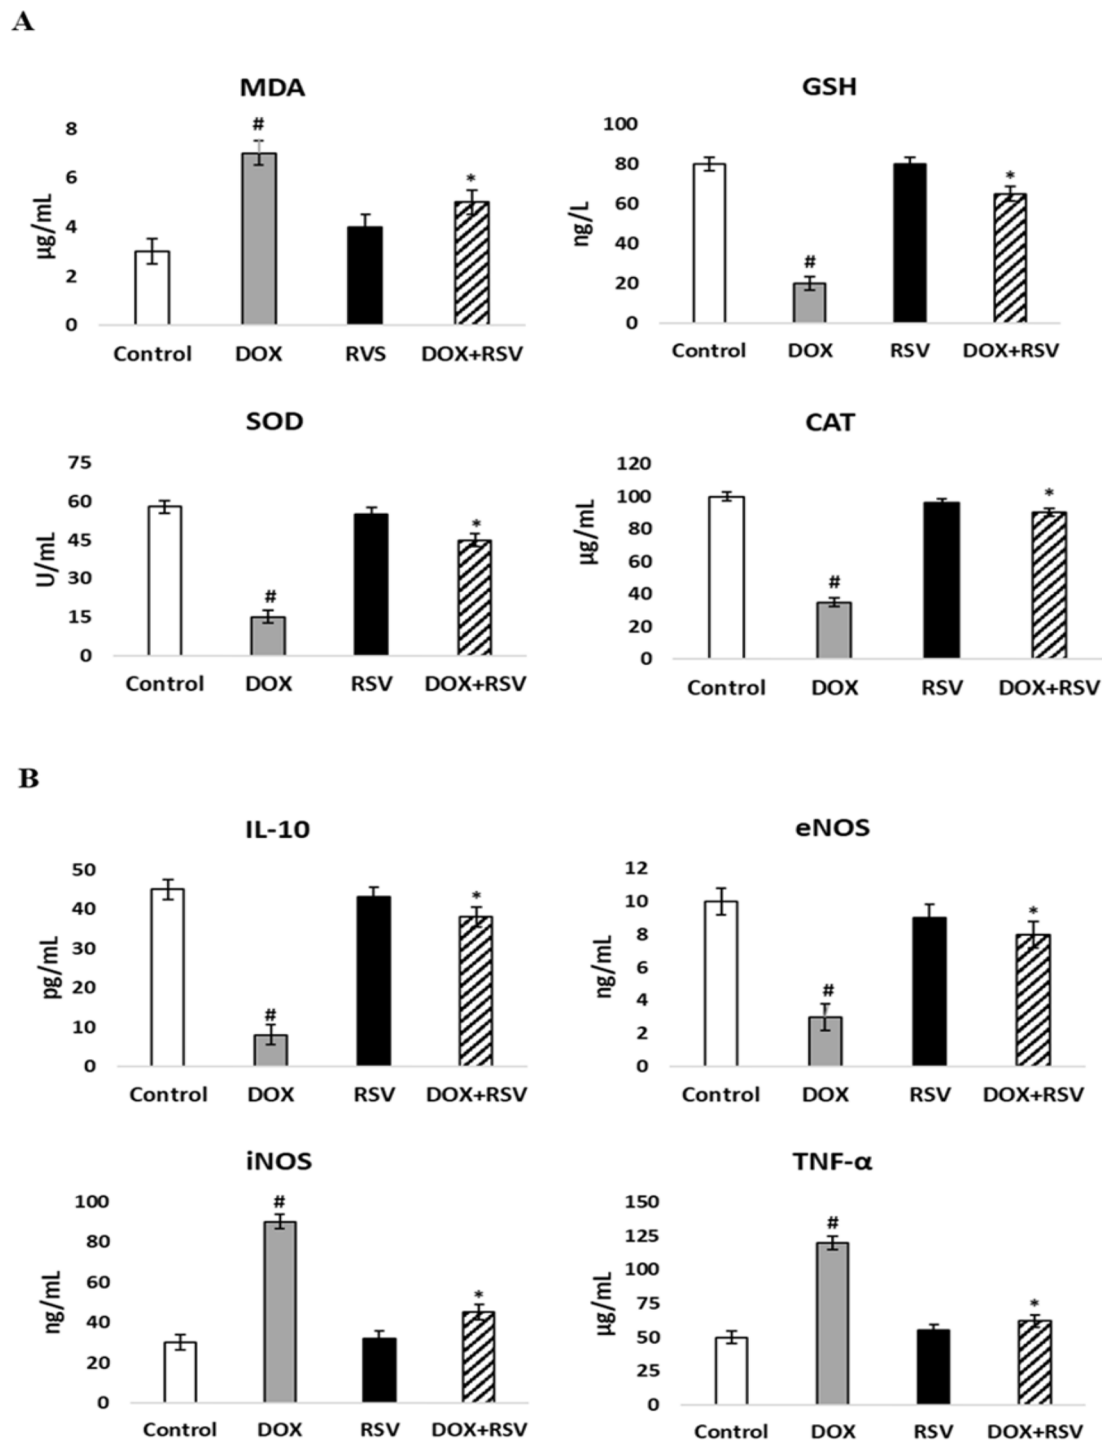 A
MDA
8
6
4
2
0
µg/mL
#
*
Control DOX RVS DOX+RSV
GSH
100
80
60
40
20
0
ng/L
#
*
Control DOX RSV DOX+RSV
SOD
75
60
45
30
15
0
U/mL
#
*
Control DOX RSV DOX+RSV
CAT
120
100
80
60
40
20
0
µg/mL
#
*
Control DOX RSV DOX+RSV
B
IL-10
50
40
30
20
10
0
pg/mL
#
*
Control DOX RSV DOX+RSV
eNOS
12
10
8
6
4
2
0
ng/mL
#
*
Control DOX RSV DOX+RSV
iNOS
100
80
60
40
20
0
ng/mL
#
*
Control DOX RSV DOX+RSV
TNF-α
150
125
100
75
50
25
0
µg/mL
#
*
Control DOX RSV DOX+RSV